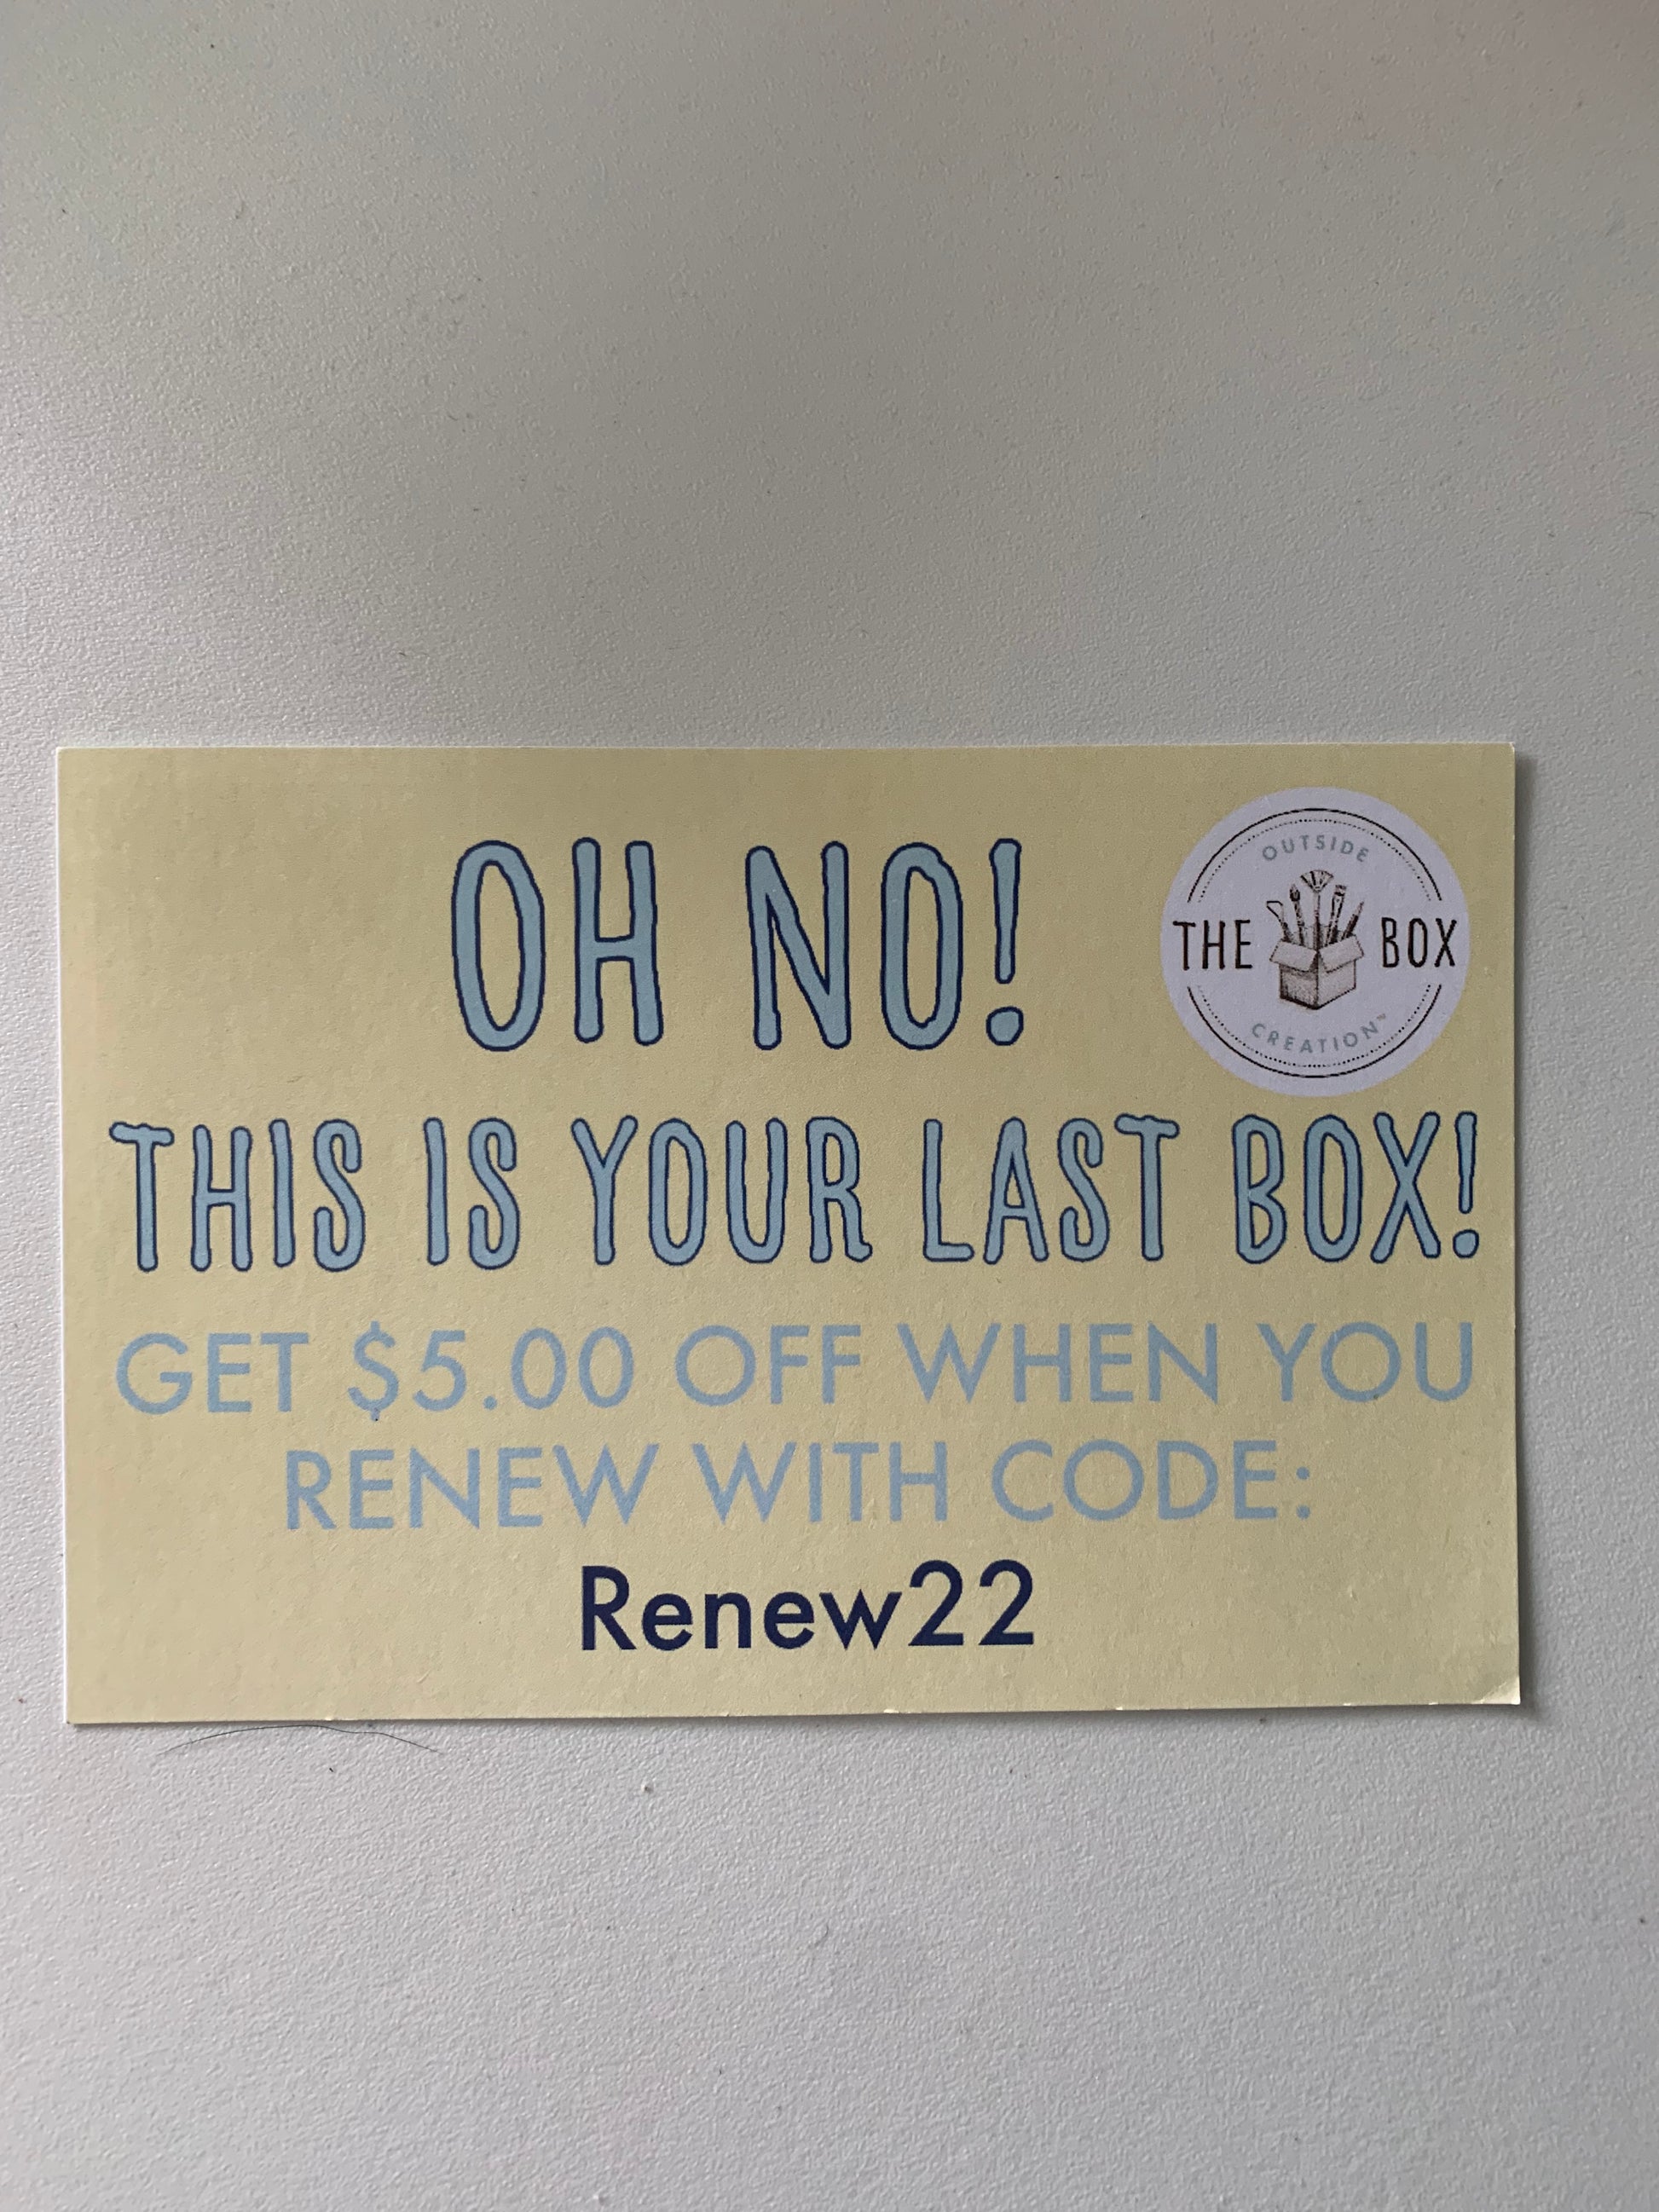 OH NO!
OUTSIDE
THE BOX
CREATION™
THIS IS YOUR LAST BOX!
GET $5.00 OFF WHEN YOU
RENEW WITH CODE:
Renew22